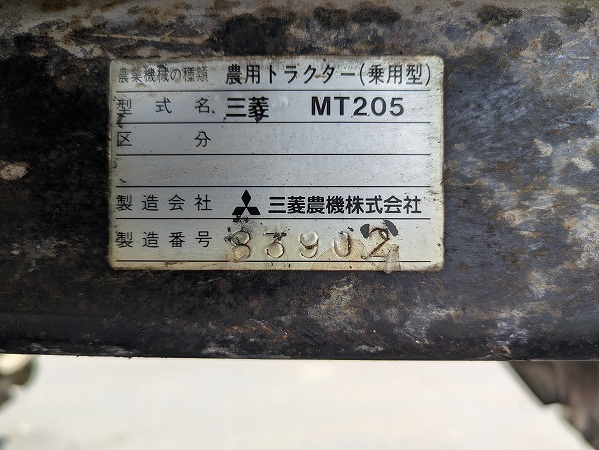 農業機械の種類 農用トラクター(乗用型)
型式名 三菱 MT205
区分
製造会社 三菱農機株式会社
製造番号 83902